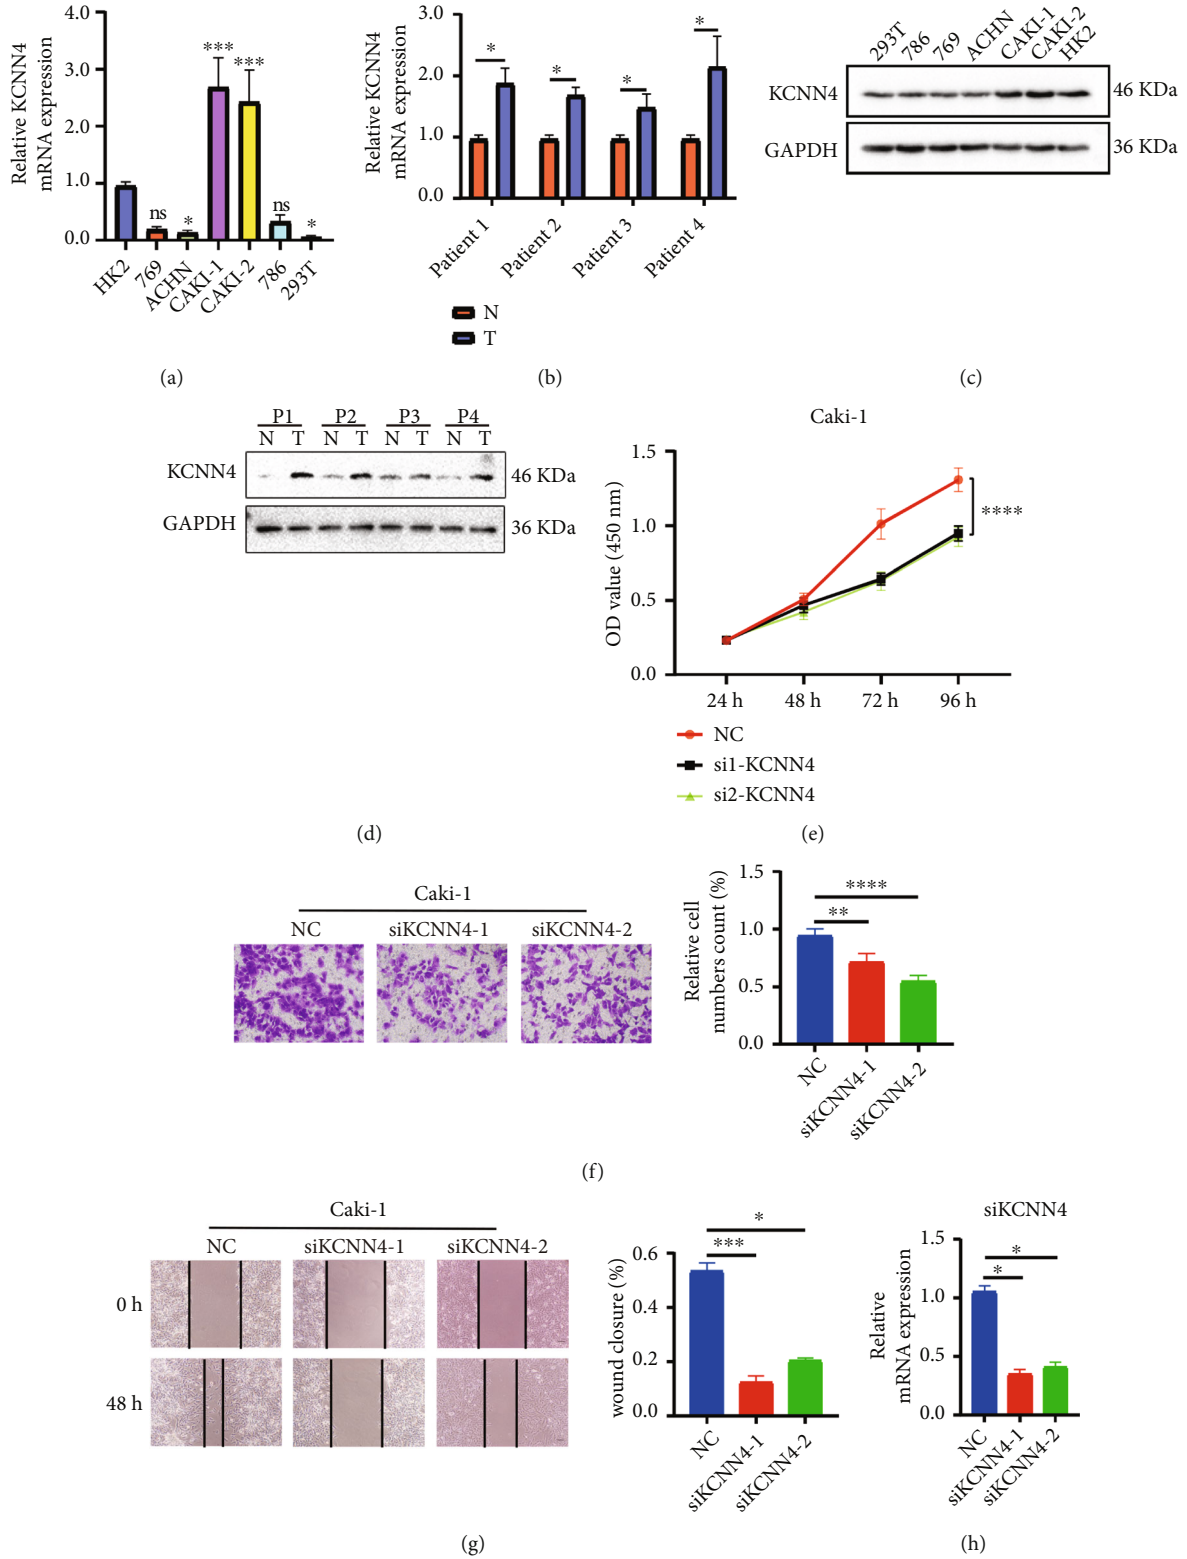 Relative KCNN4
mRNA expression
4.0
3.0
2.0
1.0
0.0
***
***
ns
*
ns
*
HK2
769
ACHN
CAKI-1
CAKI-2
786
293T
(a)
Relative KCNN4
mRNA expression
3.0
2.0
1.0
0.0
*
*
*
*
Patient 1
Patient 2
Patient 3
Patient 4
N
T
(b)
293T
786
769
ACHN
CAKI-1
CAKI-2
HK2
KCNN4
46 KDa
GAPDH
36 KDa
(c)
P1
P2
P3
P4
N T N T N T N T
KCNN4
46 KDa
GAPDH
36 KDa
(d)
Caki-1
OD value (450 nm)
1.5
1.0
0.5
0.0
****
24 h
48 h
72 h
96 h
NC
si1-KCNN4
si2-KCNN4
(e)
Caki-1
NC
siKCNN4-1
siKCNN4-2
Relative cell
numbers count (%)
1.5
1.0
0.5
0.0
****
**
NC
siKCNN4-1
siKCNN4-2
(f)
Caki-1
NC
siKCNN4-1
siKCNN4-2
0 h
48 h
wound closure (%)
0.6
0.4
0.2
0.0
*
***
NC
siKCNN4-1
siKCNN4-2
(g)
siKCNN4
Relative
mRNA expression
1.5
1.0
0.5
0.0
*
*
NC
siKCNN4-1
siKCNN4-2
(h)